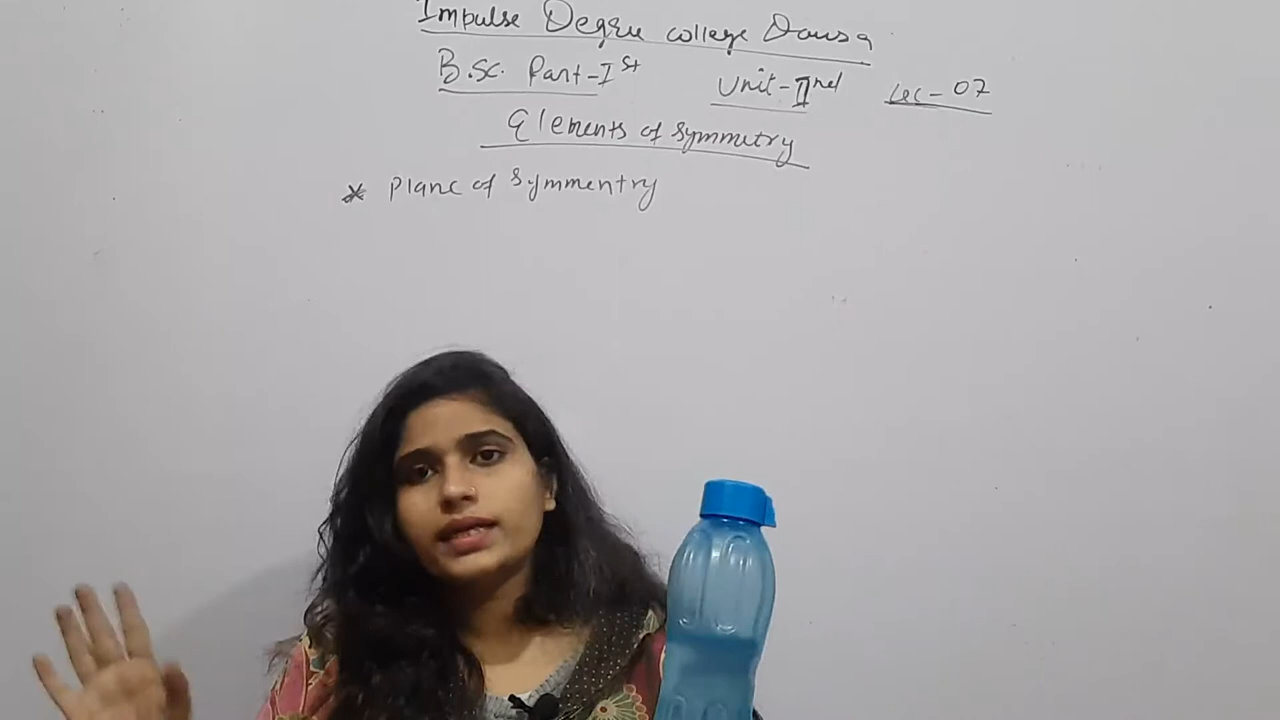 Impulse Degree college Dausa
B.sc. Part-Ist Unit-IInd Lec-07
Elements of symmetry
* Plane of symmentry